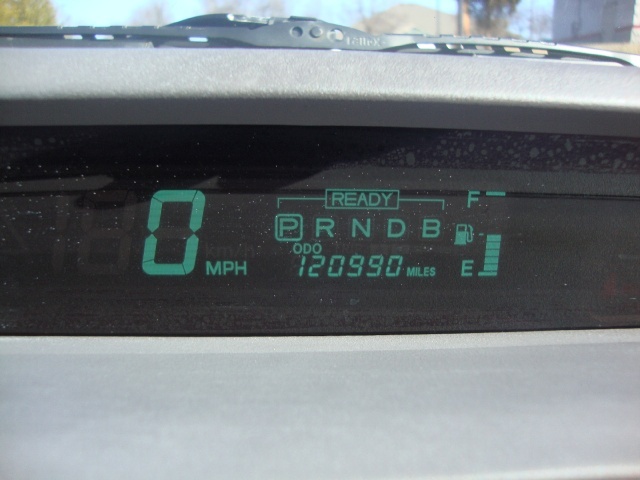 READY
F
P R N D B
ODO
0 MPH
120990 MILES
E